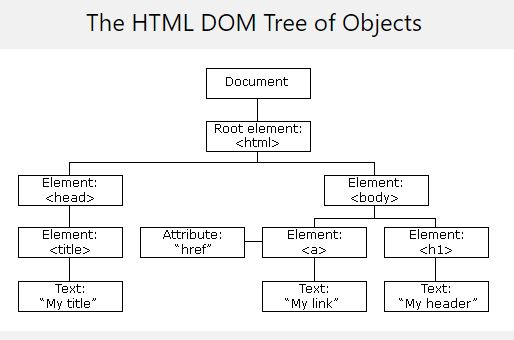 The HTML DOM Tree of Objects
Document
Root element:
<html>
Element:
<head>
Element:
<body>
Element:
<title>
Attribute:
“href”
Element:
<a>
Element:
<h1>
Text:
“My title”
Text:
“My link”
Text:
“My header”